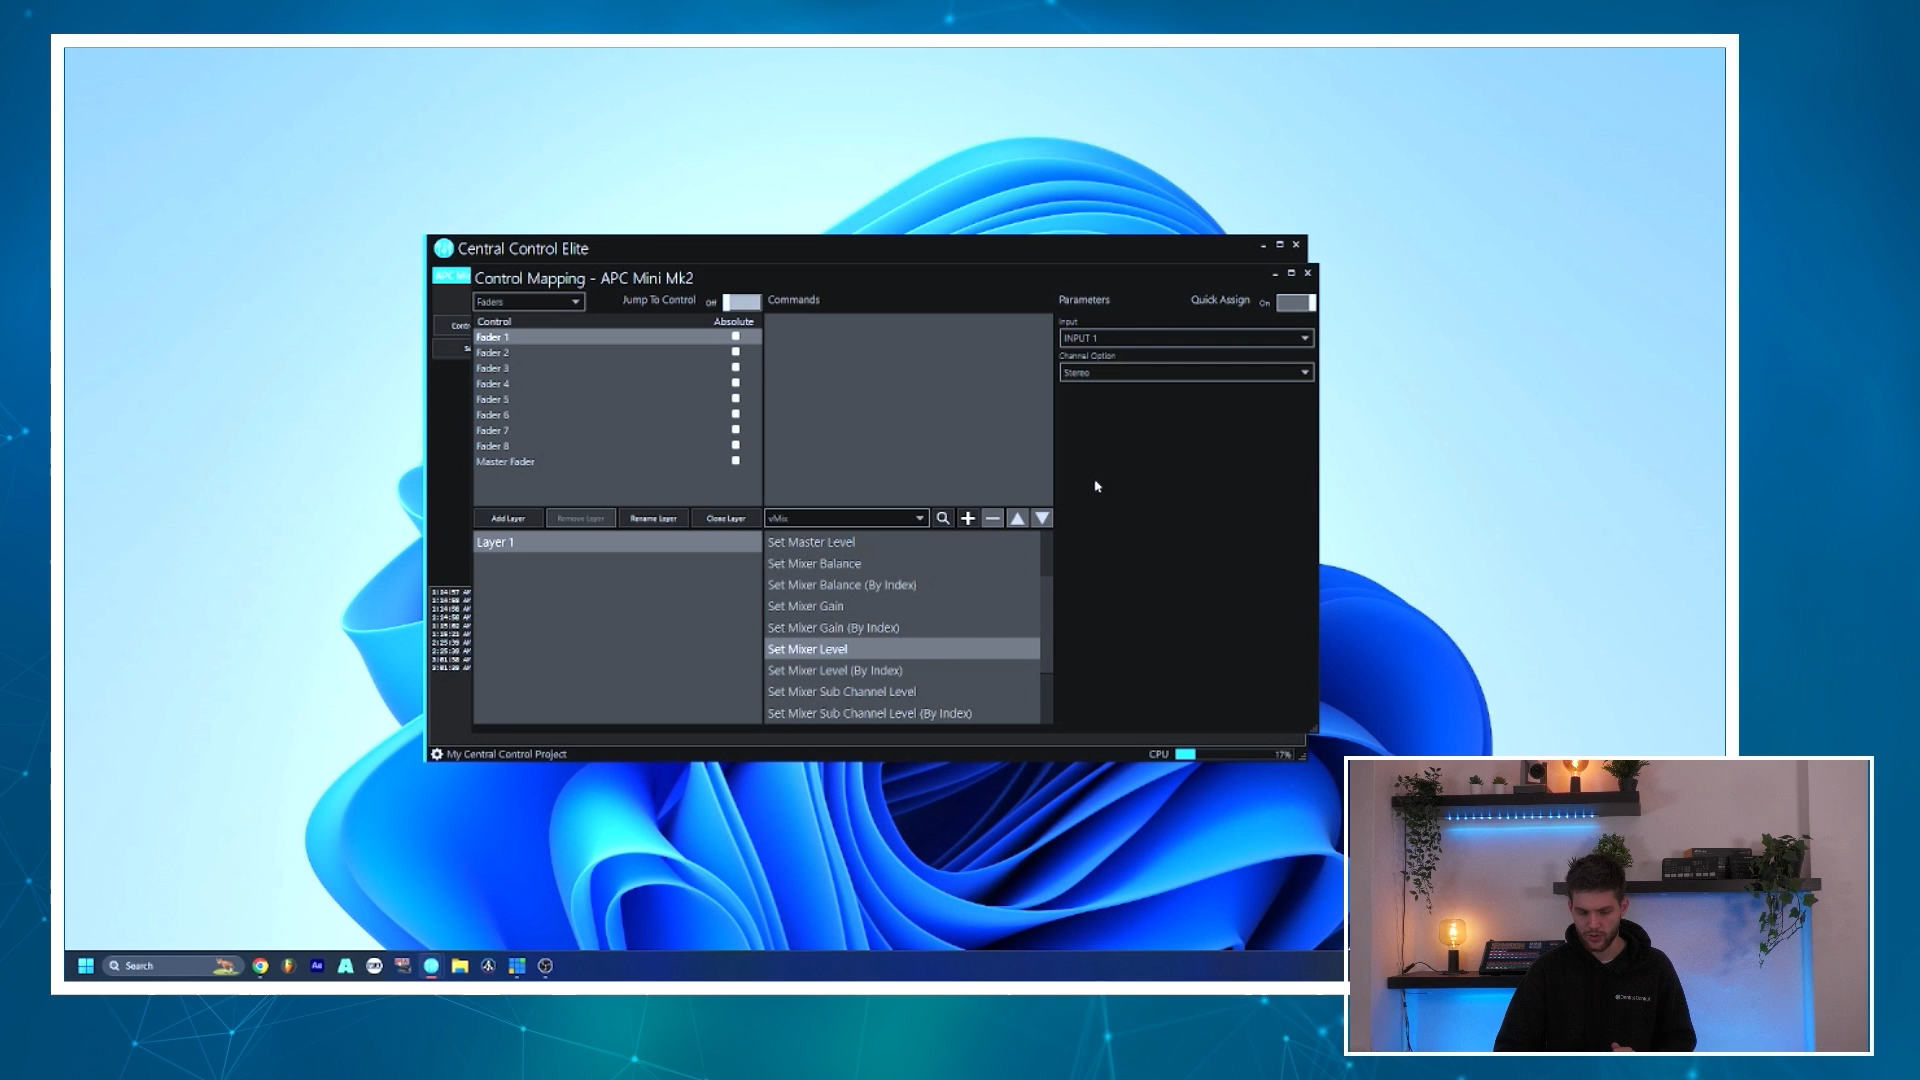 Central Control Elite
Control Mapping - APC Mini Mk2
Faders
Jump To Control
Off
Commands
Parameters
Quick Assign
On
Control
Absolute
Input
INPUT 1
Channel Option
Stereo
Fader 1
Fader 2
Fader 3
Fader 4
Fader 5
Fader 6
Fader 7
Fader 8
Master Fader
Add Layer
Remove Layer
Rename Layer
Clone Layer
vMix
Layer 1
Set Master Level
Set Mixer Balance
Set Mixer Balance (By Index)
Set Mixer Gain
Set Mixer Gain (By Index)
Set Mixer Level
Set Mixer Level (By Index)
Set Mixer Sub Channel Level
Set Mixer Sub Channel Level (By Index)
My Central Control Project
CPU
17%
Search
Ae